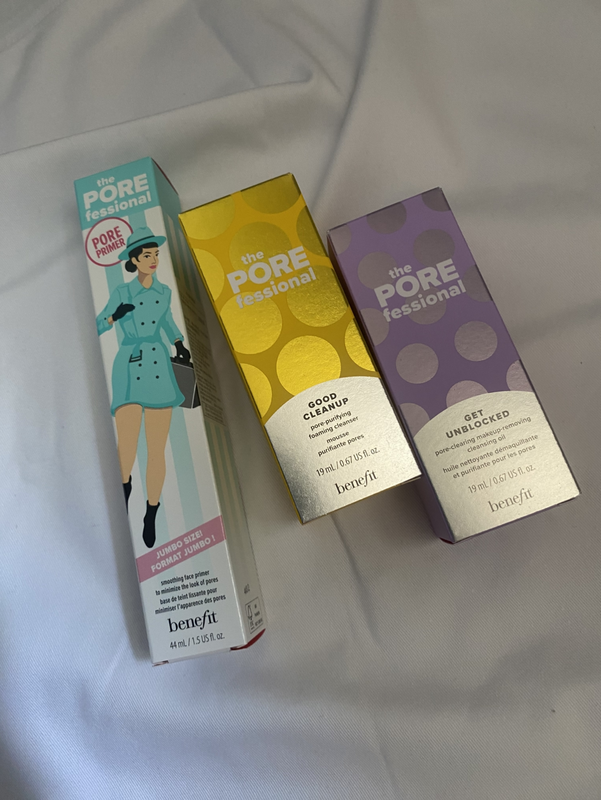 the
PORE
fessional
PORE
PRIMER
JUMBO SIZE!
FORMAT JUMBO !
smoothing face primer
to minimize the look of pores
base de teint lissante pour
minimiser l'apparence des pores
benefit
44 mL / 1.5 US fl. oz.
the
PORE
fessional
GOOD
CLEANUP
pore-purifying
foaming cleanser
mousse
purifiante pores
19 mL / 0.67 US fl. oz.
benefit
the
PORE
fessional
GET
UNBLOCKED
pore-clearing makeup-removing
cleansing oil
huile nettoyante démaquillante
et purifiante pour les pores
19 mL / 0.67 US fl. oz.
benefit